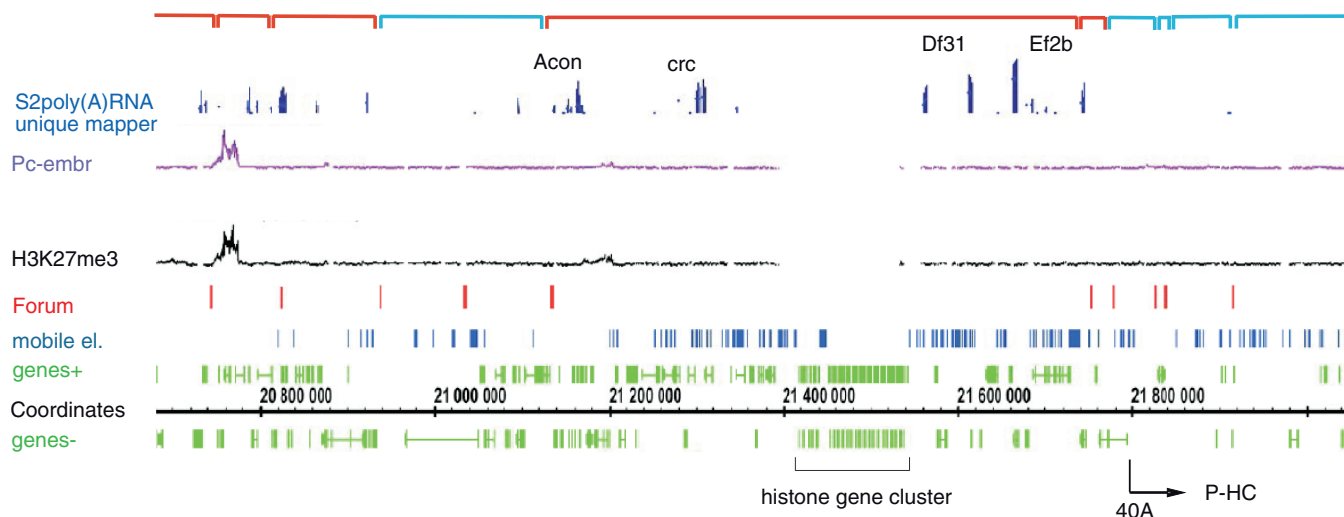 Df31 Ef2b
Acon crc
S2poly(A)RNA
unique mapper
Pc-embr
H3K27me3
Forum
mobile el.
genes+
Coordinates 20 800 000 21 000 000 21 200 000 21 400 000 21 600 000 21 800 000
genes-
histone gene cluster
P-HC
40A